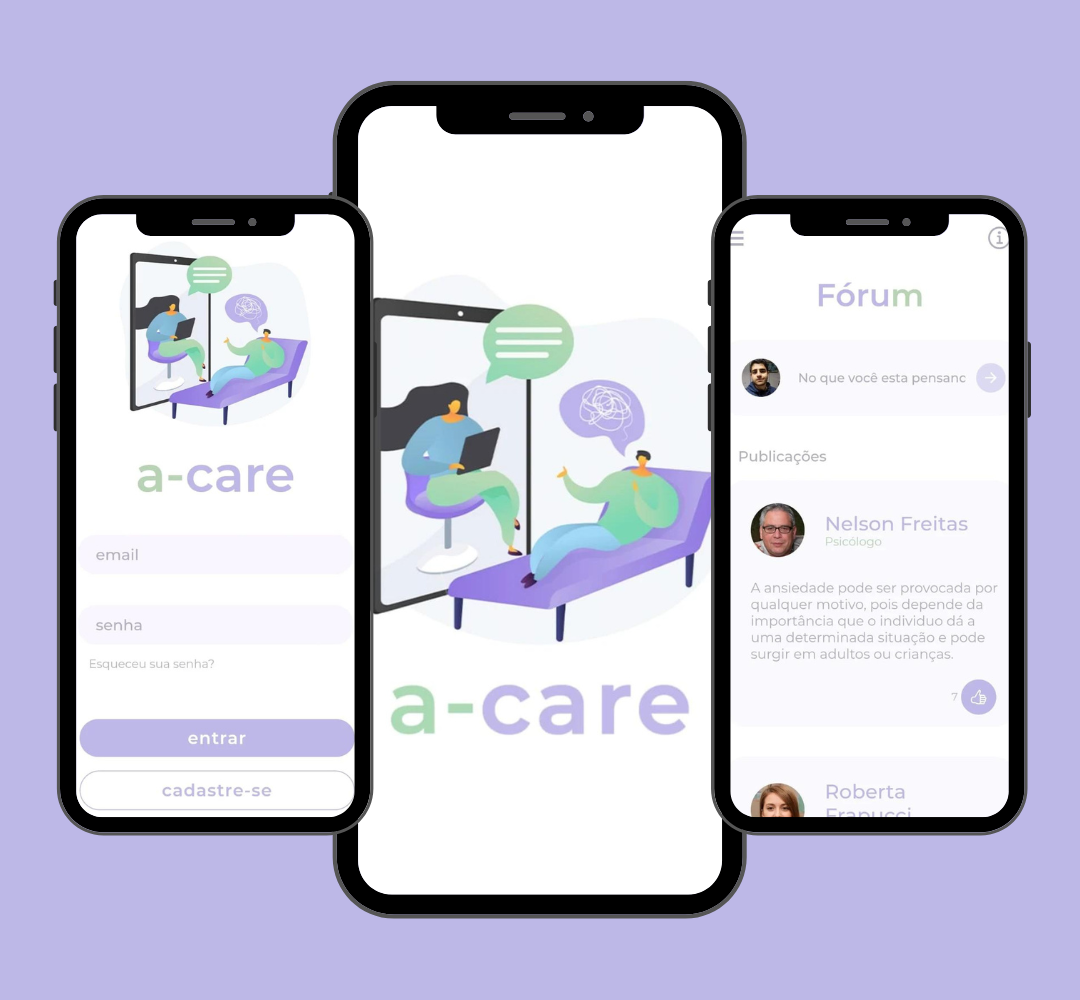 a-care
email
senha
Esqueceu sua senha?
entrar
cadastre-se
a-care
Fórum
No que você esta pensanc
Publicações
Nelson Freitas
Psicólogo
A ansiedade pode ser provocada por
qualquer motivo, pois depende da
importância que o individuo dá a
uma determinada situação e pode
surgir em adultos ou crianças.
7
Roberta
Franucci